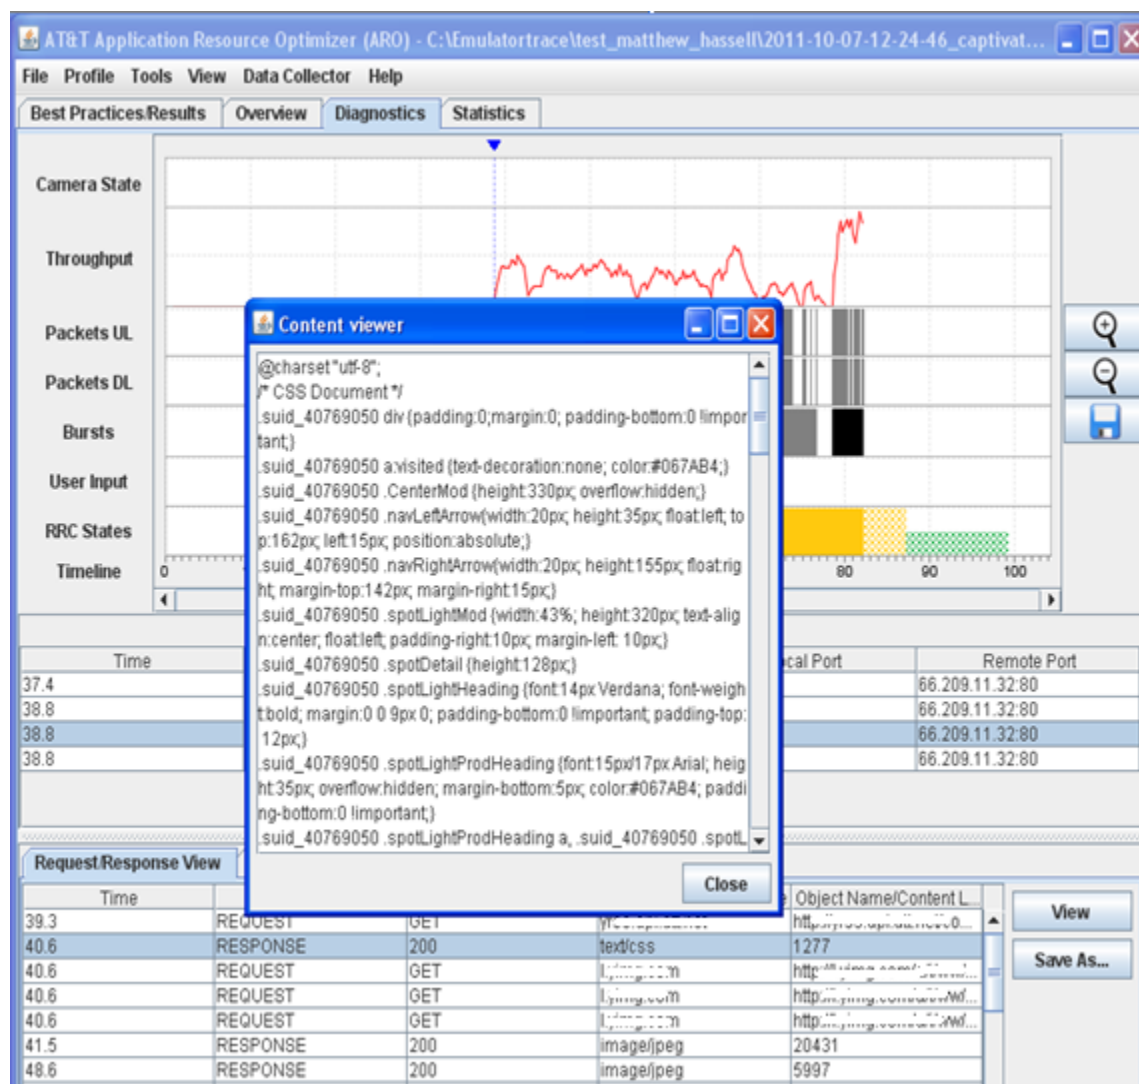 AT&T Application Resource Optimizer (ARO) - C:\Emulatortrace\test_matthew_hassell\2011-10-07-12-24-46_captivat...
File Profile Tools View Data Collector Help
Best Practices/Results Overview Diagnostics Statistics
Camera State
Throughput
Packets UL
Packets DL
Bursts
User Input
RRC States
Timeline 0 80 90 100
Content viewer
@charset "utf-8";
/* CSS Document */
.suid_40769050 div {padding:0;margin:0; padding-bottom:0 !impor
tant;}
.suid_40769050 a:visited {text-decoration:none; color:#067AB4;}
.suid_40769050 .CenterMod {height:330px; overflow:hidden;}
.suid_40769050 .navLeftArrow{width:20px; height:35px; float:left; to
p:162px; left:15px; position:absolute;}
.suid_40769050 .navRightArrow{width:20px; height:155px; float:rig
ht; margin-top:142px; margin-right:15px;}
.suid_40769050 .spotLightMod {width:43%; height:320px; text-alig
n:center; float:left; padding-right:10px; margin-left: 10px;}
.suid_40769050 .spotDetail {height:128px;}
.suid_40769050 .spotLightHeading {font:14px Verdana; font-weigh
t:bold; margin:0 0 9px 0; padding-bottom:0 !important; padding-top:
12px;}
.suid_40769050 .spotLightProdHeading {font:15px/17px Arial; heig
ht:35px; overflow:hidden; margin-bottom:5px; color:#067AB4; paddi
ng-bottom:0 !important;}
.suid_40769050 .spotLightProdHeading a, .suid_40769050 .spotL
Close
Time ocal Port Remote Port
37.4 66.209.11.32:80
38.8 66.209.11.32:80
38.8 66.209.11.32:80
38.8 66.209.11.32:80
Request/Response View
Time Object Name/Content L...
39.3 REQUEST GET
40.6 RESPONSE 200 text/css 1277
40.6 REQUEST GET
40.6 REQUEST GET
40.6 REQUEST GET
41.5 RESPONSE 200 image/jpeg 20431
48.6 RESPONSE 200 image/jpeg 5997
View
Save As...